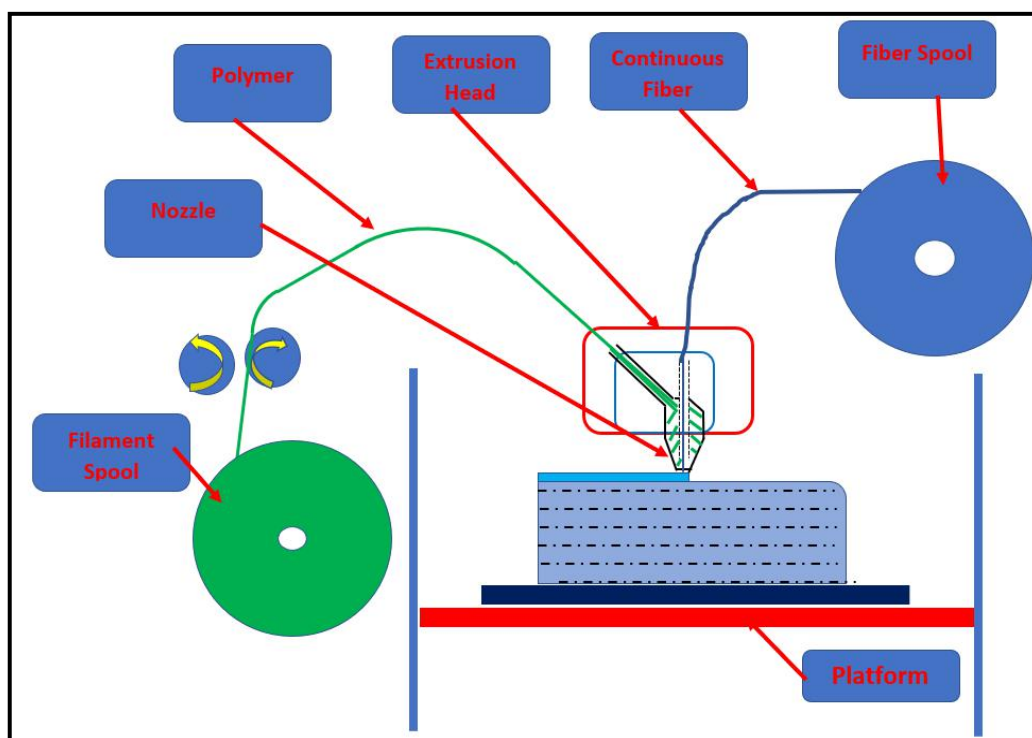 Polymer
Extrusion
Head
Continuous
Fiber
Fiber Spool
Nozzle
Filament
Spool
Platform